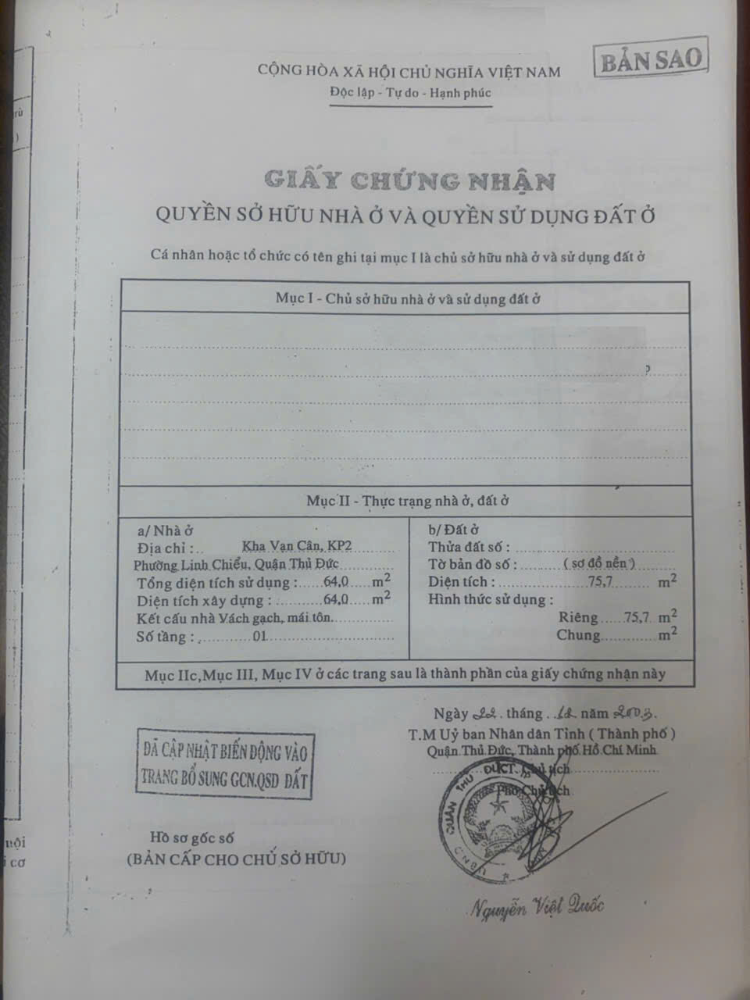 BẢN SAO
CỘNG HÒA XÃ HỘI CHỦ NGHĨA VIỆT NAM
Độc lập - Tự do - Hạnh phúc
GIẤY CHỨNG NHẬN
QUYỀN SỞ HỮU NHÀ Ở VÀ QUYỀN SỬ DỤNG ĐẤT Ở
Cá nhân hoặc tổ chức có tên ghi tại mục I là chủ sở hữu nhà ở và sử dụng đất ở
Mục I - Chủ sở hữu nhà ở và sử dụng đất ở
Mục II - Thực trạng nhà ở, đất ở
a/ Nhà ở
Địa chỉ : Kha Vạn Cân, KP2
Phường Linh Chiểu, Quận Thủ Đức
Tổng diện tích sử dụng : 64,0 m2
Diện tích xây dựng : 64,0 m2
Kết cấu nhà Vách gạch, mái tôn.
Số tầng : 01
b/ Đất ở
Thửa đất số :
Tờ bản đồ số : ( sơ đồ nền )
Diện tích : 75,7 m2
Hình thức sử dụng :
Riêng 75,7 m2
Chung m2
Mục IIc, Mục III, Mục IV ở các trang sau là thành phần của giấy chứng nhận này
Ngày 22 tháng 12 năm 2003.
T.M Uỷ ban Nhân dân Tỉnh ( Thành phố )
Quận Thủ Đức, Thành phố Hồ Chí Minh
KT. Chủ tịch
Phó Chủ tịch
QUẬN THỦ ĐỨC
ĐÃ CẬP NHẬT BIẾN ĐỘNG VÀO
TRANG BỔ SUNG GCN.QSD ĐẤT
Hồ sơ gốc số
(BẢN CẤP CHO CHỦ SỞ HỮU)
Nguyễn Việt Quốc